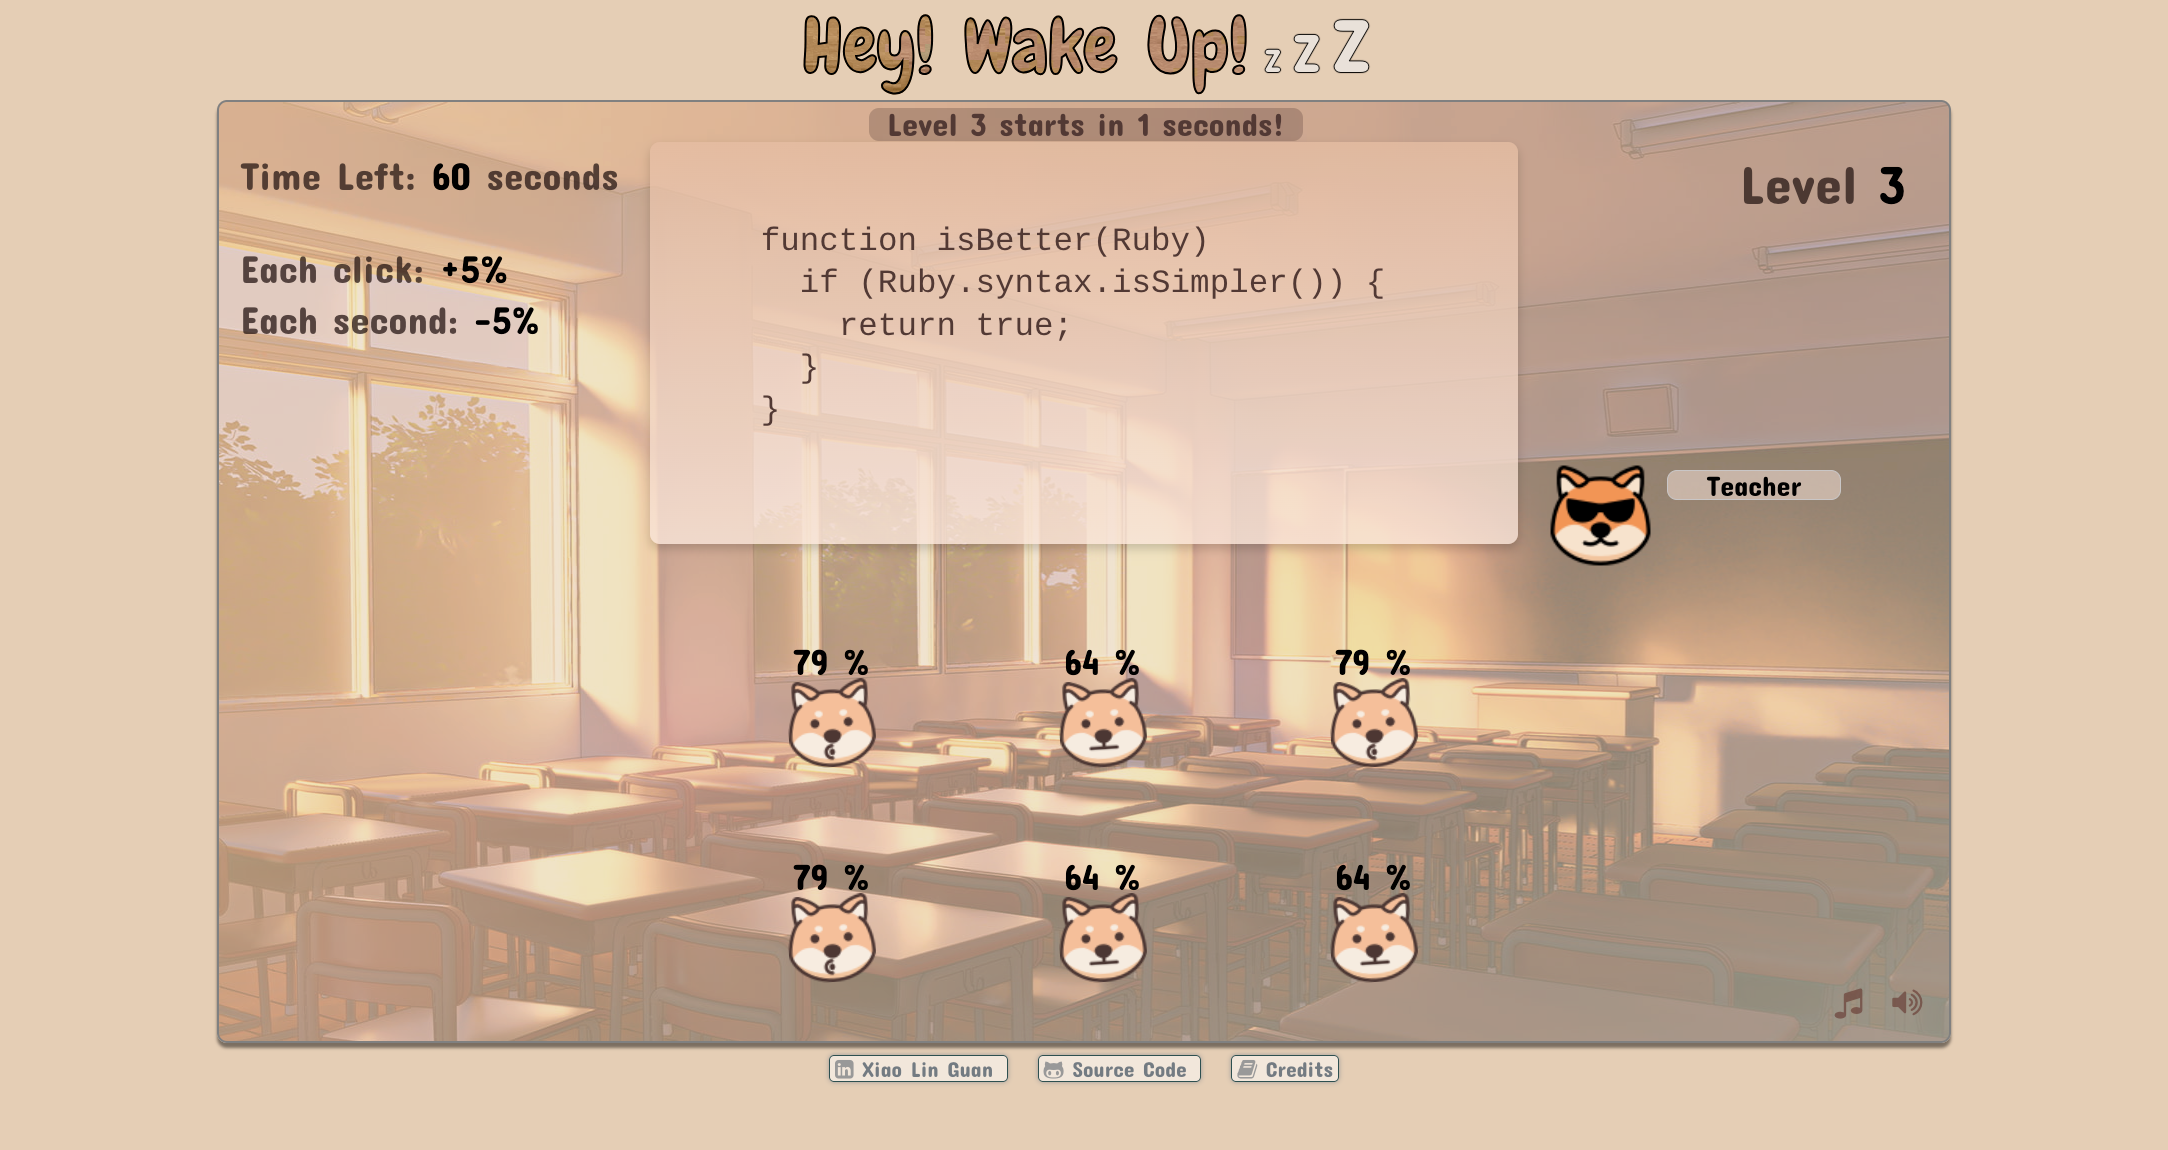 Hey! Wake Up! z Z Z
Level 3 starts in 1 seconds!
Time Left: 60 seconds
Level 3
Each click: +5%
Each second: -5%
function isBetter(Ruby)
  if (Ruby.syntax.isSimpler()) {
    return true;
  }
}
Teacher
79 %
64 %
79 %
79 %
64 %
64 %
Xiao Lin Guan
Source Code
Credits